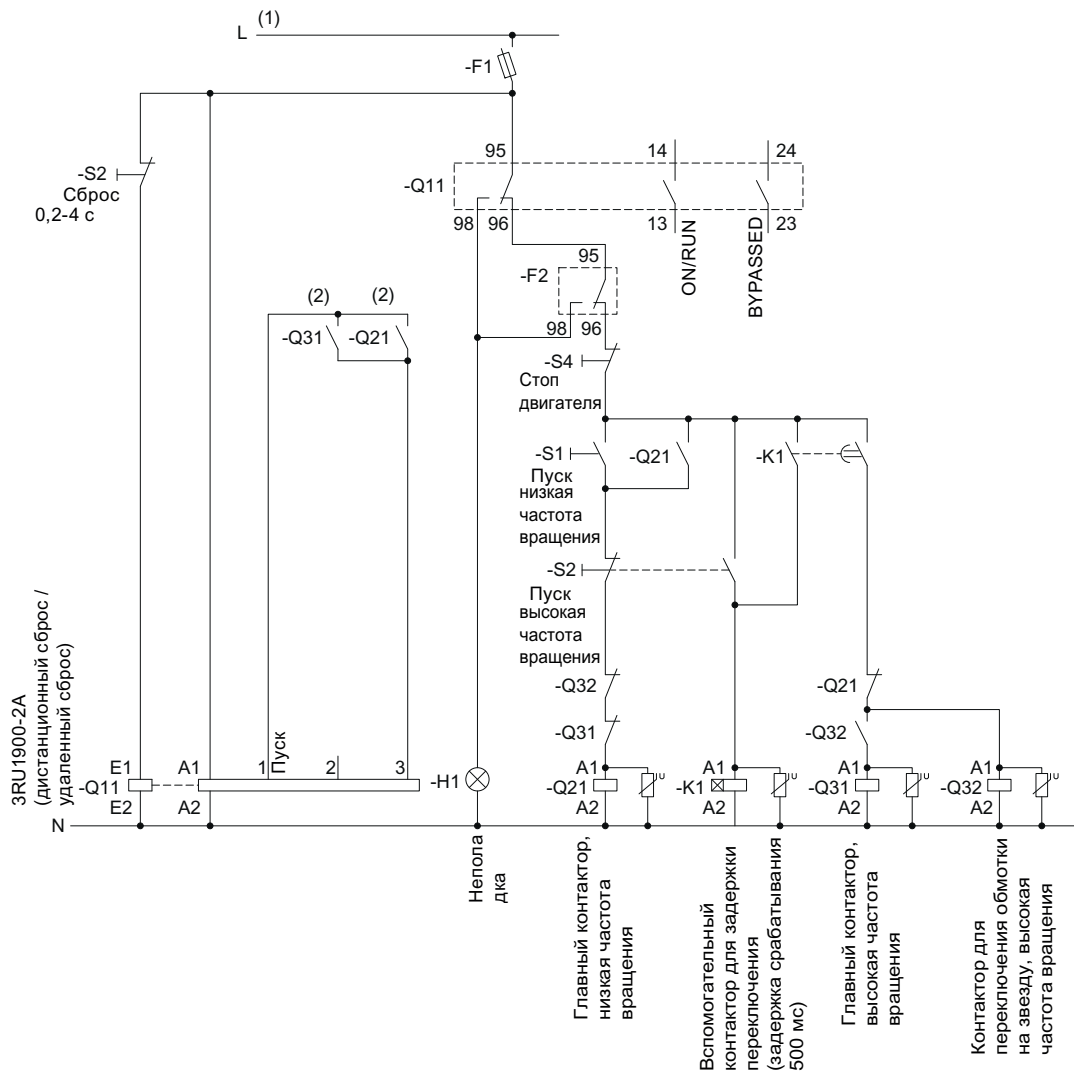 (1)
L
-F1
-S2
Сброс
0,2-4 с
95
14
24
-Q11
98
96
13
23
ON/RUN
BYPASSED
95
-F2
98
96
(2)
(2)
-Q31
-Q21
-S4
Стоп
двигателя
-S1
-Q21
-K1
Пуск
низкая
частота
вращения
-S2
Пуск
высокая
частота
вращения
-Q32
-Q21
-Q31
-Q32
3RU1900-2A
(дистанционный сброс /
удаленный сброс)
E1
A1
1
Пуск
2
3
-Q11
-H1
E2
A2
A1
-Q21
A2
U
A1
-K1
A2
U
A1
-Q31
A2
U
A1
-Q32
A2
U
N
Непола
дка
Главный контактор,
низкая частота
вращения
Вспомогательный
контактор для задержки
переключения
(задержка срабатывания
500 мс)
Главный контактор,
высокая частота
вращения
Контактор для
переключения обмотки
на звезду, высокая
частота вращения